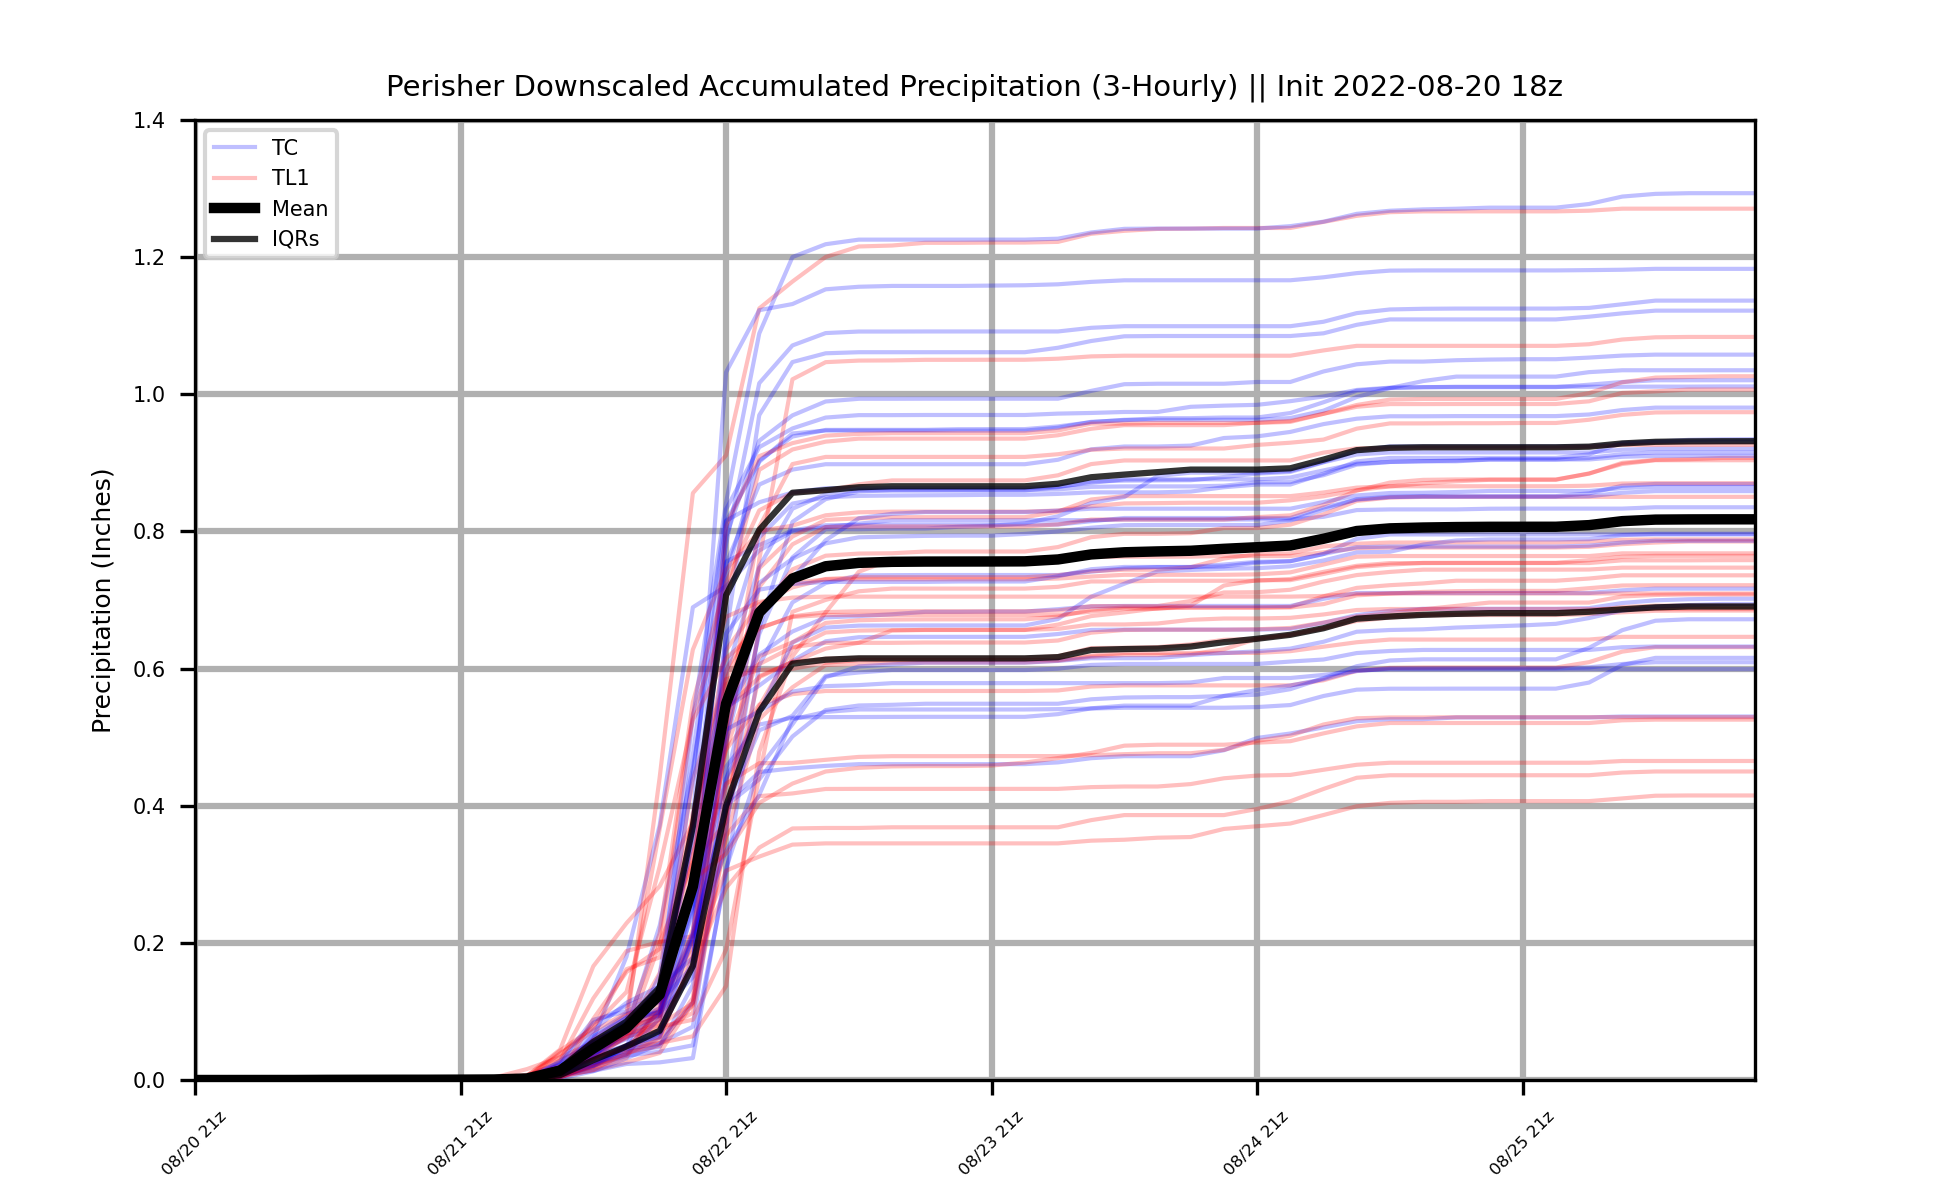 Perisher Downscaled Accumulated Precipitation (3-Hourly) || Init 2022-08-20 18z
1.4
1.2
1.0
0.8
0.6
0.4
0.2
0.0
Precipitation (Inches)
TC
TL1
Mean
IQRs
08/20 21z
08/21 21z
08/22 21z
08/23 21z
08/24 21z
08/25 21z